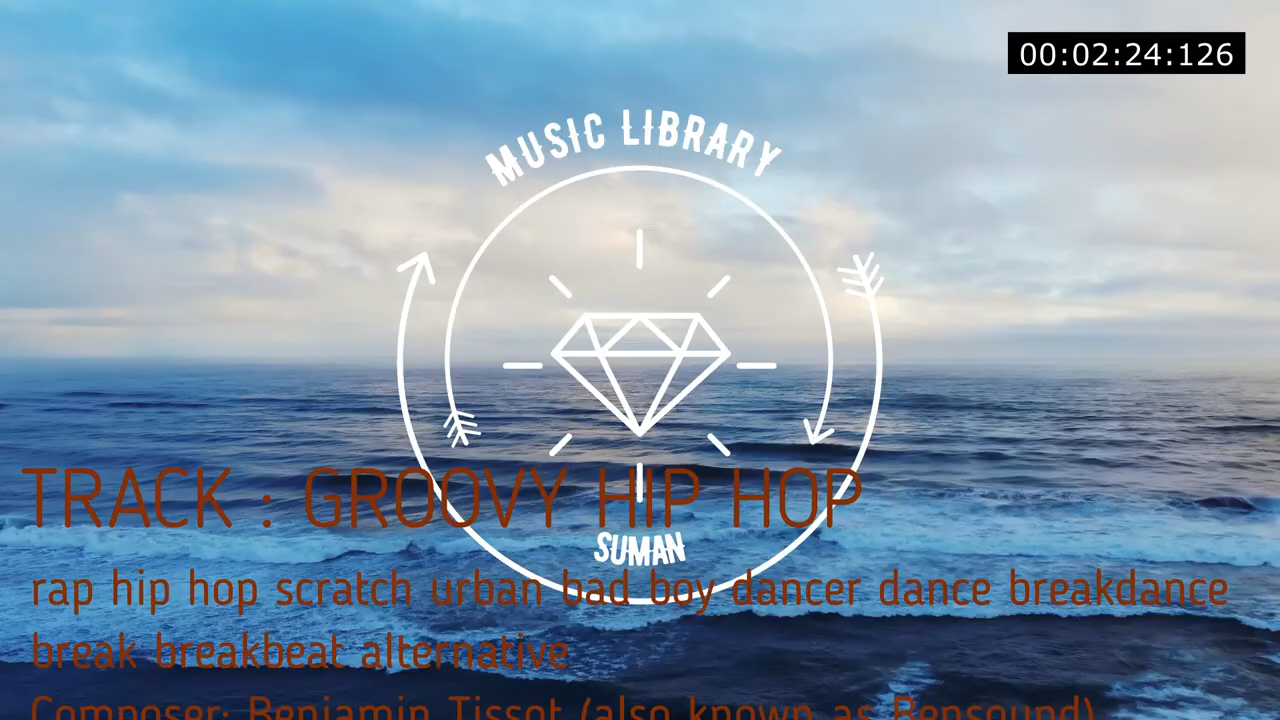 00:02:24:126
MUSIC LIBRARY
TRACK : GROOVY HIP HOP
SUMAN
rap hip hop scratch urban bad boy dancer dance breakdance
break breakbeat alternative
Composer: Benjamin Tissot (also known as Bensound)